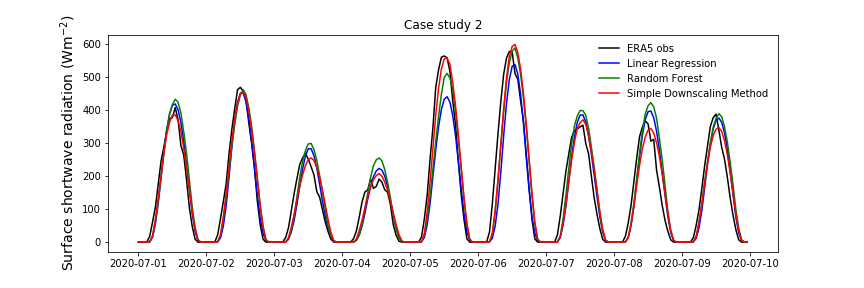 Case study 2
Surface shortwave radiation (Wm⁻²)
600
500
400
300
200
100
0
ERA5 obs
Linear Regression
Random Forest
Simple Downscaling Method
2020-07-01 2020-07-02 2020-07-03 2020-07-04 2020-07-05 2020-07-06 2020-07-07 2020-07-08 2020-07-09 2020-07-10